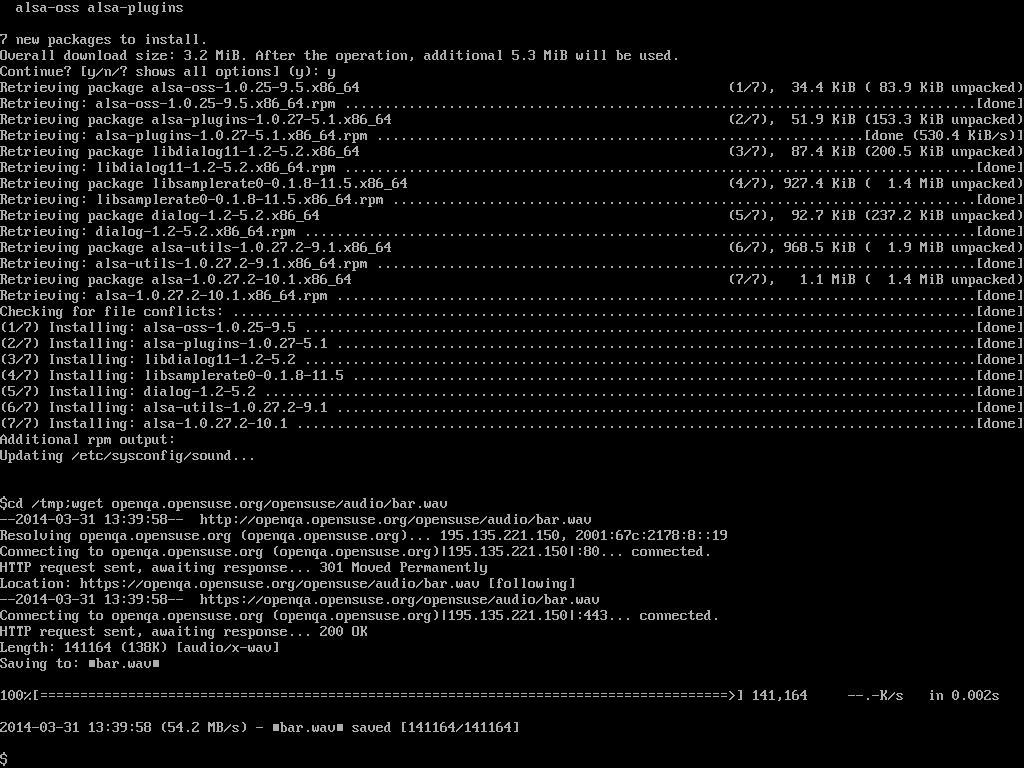 alsa-oss alsa-plugins
7 new packages to install.
Overall download size: 3.2 MiB. After the operation, additional 5.3 MiB will be used.
Continue? [y/n/? shows all options] (y): y
Retrieving package alsa-oss-1.0.25-9.5.x86_64 (1/7), 34.4 KiB ( 83.9 KiB unpacked)
Retrieving: alsa-oss-1.0.25-9.5.x86_64.rpm ................................................................................[done]
Retrieving package alsa-plugins-1.0.27-5.1.x86_64 (2/7), 51.9 KiB (153.3 KiB unpacked)
Retrieving: alsa-plugins-1.0.27-5.1.x86_64.rpm .............................................................[done (530.4 KiB/s)]
Retrieving package libdialog11-1.2-5.2.x86_64 (3/7), 87.4 KiB (200.5 KiB unpacked)
Retrieving: libdialog11-1.2-5.2.x86_64.rpm ...............................................................................[done]
Retrieving package libsamplerate0-0.1.8-11.5.x86_64 (4/7), 927.4 KiB ( 1.4 MiB unpacked)
Retrieving: libsamplerate0-0.1.8-11.5.x86_64.rpm .........................................................................[done]
Retrieving package dialog-1.2-5.2.x86_64 (5/7), 92.7 KiB (237.2 KiB unpacked)
Retrieving: dialog-1.2-5.2.x86_64.rpm ....................................................................................[done]
Retrieving package alsa-utils-1.0.27.2-9.1.x86_64 (6/7), 968.5 KiB ( 1.9 MiB unpacked)
Retrieving: alsa-utils-1.0.27.2-9.1.x86_64.rpm ...........................................................................[done]
Retrieving package alsa-1.0.27.2-10.1.x86_64 (7/7), 1.1 MiB ( 1.4 MiB unpacked)
Retrieving: alsa-1.0.27.2-10.1.x86_64.rpm ................................................................................[done]
Checking for file conflicts: .............................................................................................[done]
(1/7) Installing: alsa-oss-1.0.25-9.5 ....................................................................................[done]
(2/7) Installing: alsa-plugins-1.0.27-5.1 ................................................................................[done]
(3/7) Installing: libdialog11-1.2-5.2 ....................................................................................[done]
(4/7) Installing: libsamplerate0-0.1.8-11.5 ..............................................................................[done]
(5/7) Installing: dialog-1.2-5.2 .........................................................................................[done]
(6/7) Installing: alsa-utils-1.0.27.2-9.1 ................................................................................[done]
(7/7) Installing: alsa-1.0.27.2-10.1 .....................................................................................[done]
Additional rpm output:
Updating /etc/sysconfig/sound...
$cd /tmp;wget openqa.opensuse.org/opensuse/audio/bar.wav
--2014-03-31 13:39:58-- http://openqa.opensuse.org/opensuse/audio/bar.wav
Resolving openqa.opensuse.org (openqa.opensuse.org)... 195.135.221.150, 2001:67c:2178:8::19
Connecting to openqa.opensuse.org (openqa.opensuse.org)|195.135.221.150|:80... connected.
HTTP request sent, awaiting response... 301 Moved Permanently
Location: https://openqa.opensuse.org/opensuse/audio/bar.wav [following]
--2014-03-31 13:39:58-- https://openqa.opensuse.org/opensuse/audio/bar.wav
Connecting to openqa.opensuse.org (openqa.opensuse.org)|195.135.221.150|:443... connected.
HTTP request sent, awaiting response... 200 OK
Length: 141164 (138K) [audio/x-wav]
Saving to: ■bar.wav■
100%[======================================================================================>] 141,164 --.-K/s in 0.002s
2014-03-31 13:39:58 (54.2 MB/s) - ■bar.wav■ saved [141164/141164]
$